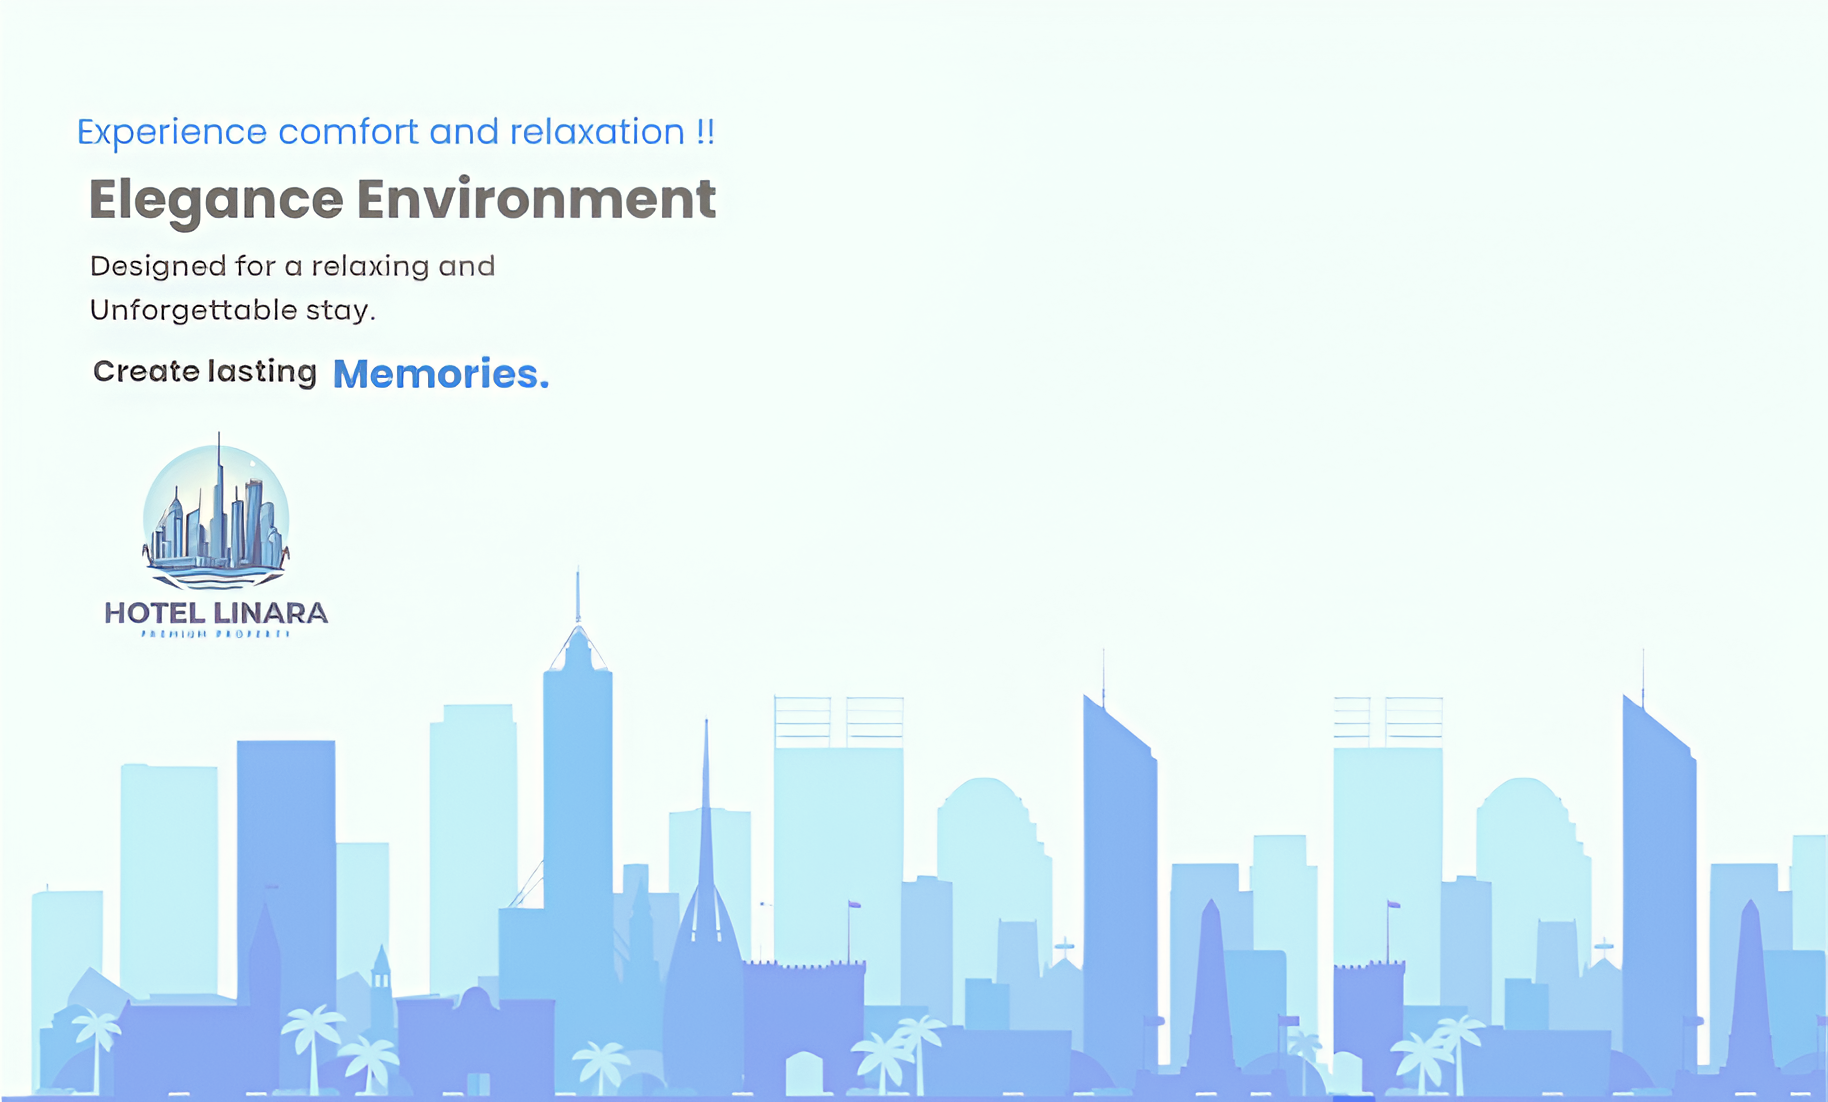 Experience comfort and relaxation !!
Elegance Environment
Designed for a relaxing and
Unforgettable stay.
Create lasting Memories.
HOTEL LINARA
PREMIUM PROPERTY